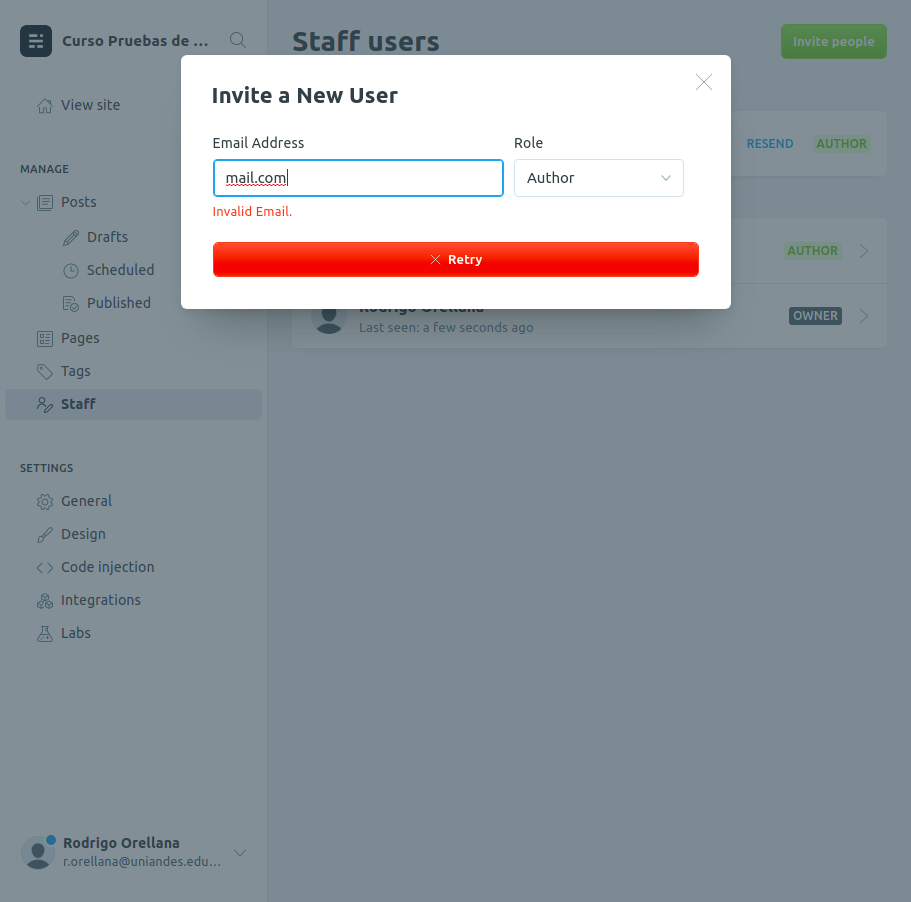 Curso Pruebas de ...
View site
MANAGE
Posts
Drafts
Scheduled
Published
Pages
Tags
Staff
SETTINGS
General
Design
Code injection
Integrations
Labs
Rodrigo Orellana
r.orellana@uniandes.edu...
Staff users
Invite people
Invite a New User
Email Address
Role
mail.com
Author
Invalid Email.
Retry
RESEND AUTHOR
AUTHOR
Rodrigo Orellana
Last seen: a few seconds ago
OWNER